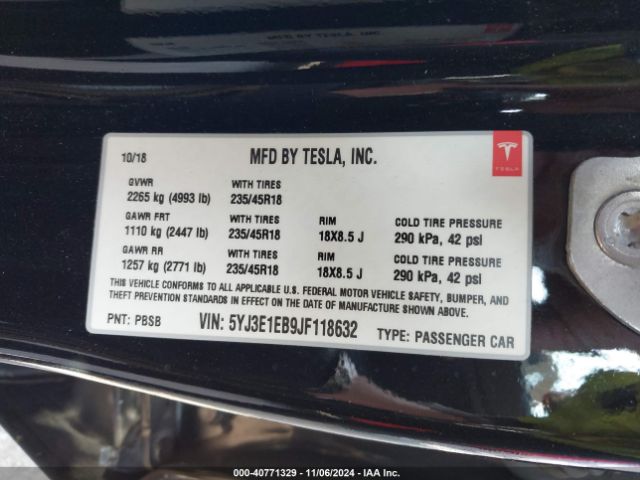 10/18 MFD BY TESLA, INC.
TESLA
GVWR WITH TIRES
2265 kg (4993 lb) 235/45R18
GAWR FRT WITH TIRES RIM COLD TIRE PRESSURE
1110 kg (2447 lb) 235/45R18 18X8.5 J 290 kPa, 42 psi
GAWR RR WITH TIRES RIM COLD TIRE PRESSURE
1257 kg (2771 lb) 235/45R18 18X8.5 J 290 kPa, 42 psi
THIS VEHICLE CONFORMS TO ALL APPLICABLE U.S. FEDERAL MOTOR VEHICLE SAFETY, BUMPER, AND
THEFT PREVENTION STANDARDS IN EFFECT ON THE DATE OF MANUFACTURE SHOWN ABOVE.
PNT: PBSB VIN: 5YJ3E1EB9JF118632 TYPE: PASSENGER CAR
000-40771329 - 11/06/2024 - IAA Inc.